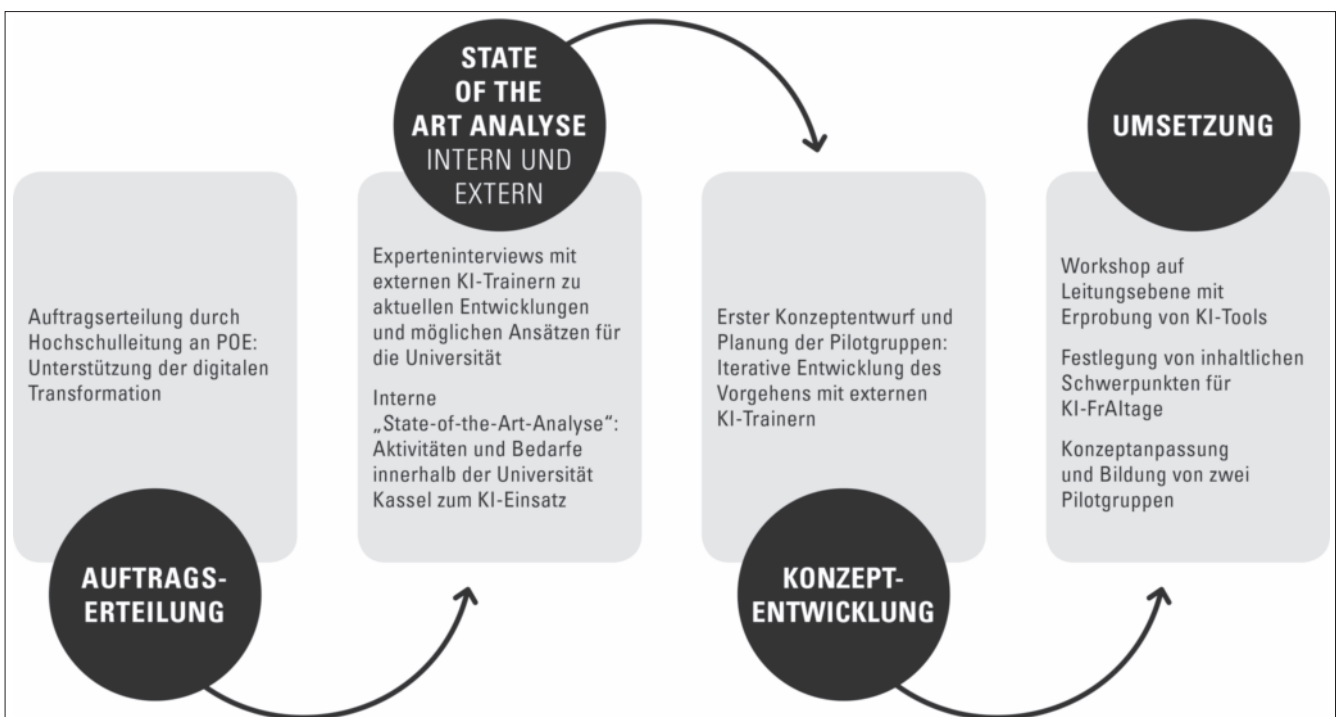 Auftragserteilung durch
Hochschulleitung an POE:
Unterstützung der digitalen
Transformation
AUFTRAGS-
ERTEILUNG
STATE
OF THE
ART ANALYSE
INTERN UND
EXTERN
Experteninterviews mit
externen KI-Trainern zu
aktuellen Entwicklungen
und möglichen Ansätzen für
die Universität
Interne
„State-of-the-Art-Analyse“:
Aktivitäten und Bedarfe
innerhalb der Universität
Kassel zum KI-Einsatz
Erster Konzeptentwurf und
Planung der Pilotgruppen:
Iterative Entwicklung des
Vorgehens mit externen
KI-Trainern
KONZEPT-
ENTWICKLUNG
UMSETZUNG
Workshop auf
Leitungsebene mit
Erprobung von KI-Tools
Festlegung von inhaltlichen
Schwerpunkten für
KI-FrAItage
Konzeptanpassung
und Bildung von zwei
Pilotgruppen